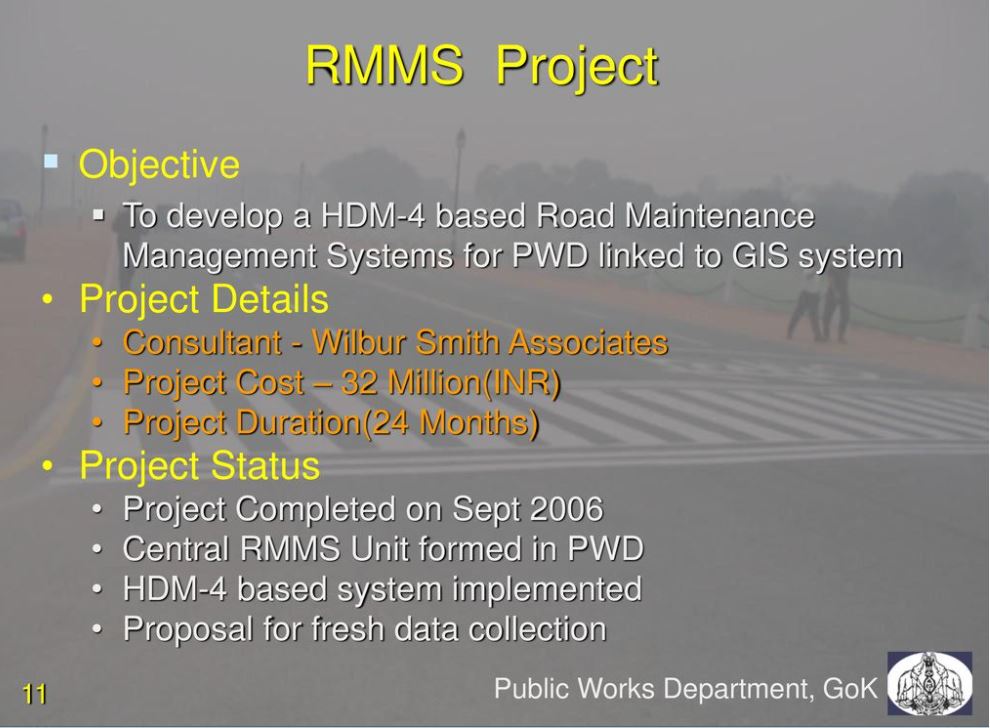 RMMS Project
▪ Objective
▪ To develop a HDM-4 based Road Maintenance
Management Systems for PWD linked to GIS system
• Project Details
• Consultant - Wilbur Smith Associates
• Project Cost – 32 Million(INR)
• Project Duration(24 Months)
• Project Status
• Project Completed on Sept 2006
• Central RMMS Unit formed in PWD
• HDM-4 based system implemented
• Proposal for fresh data collection
11
Public Works Department, GoK